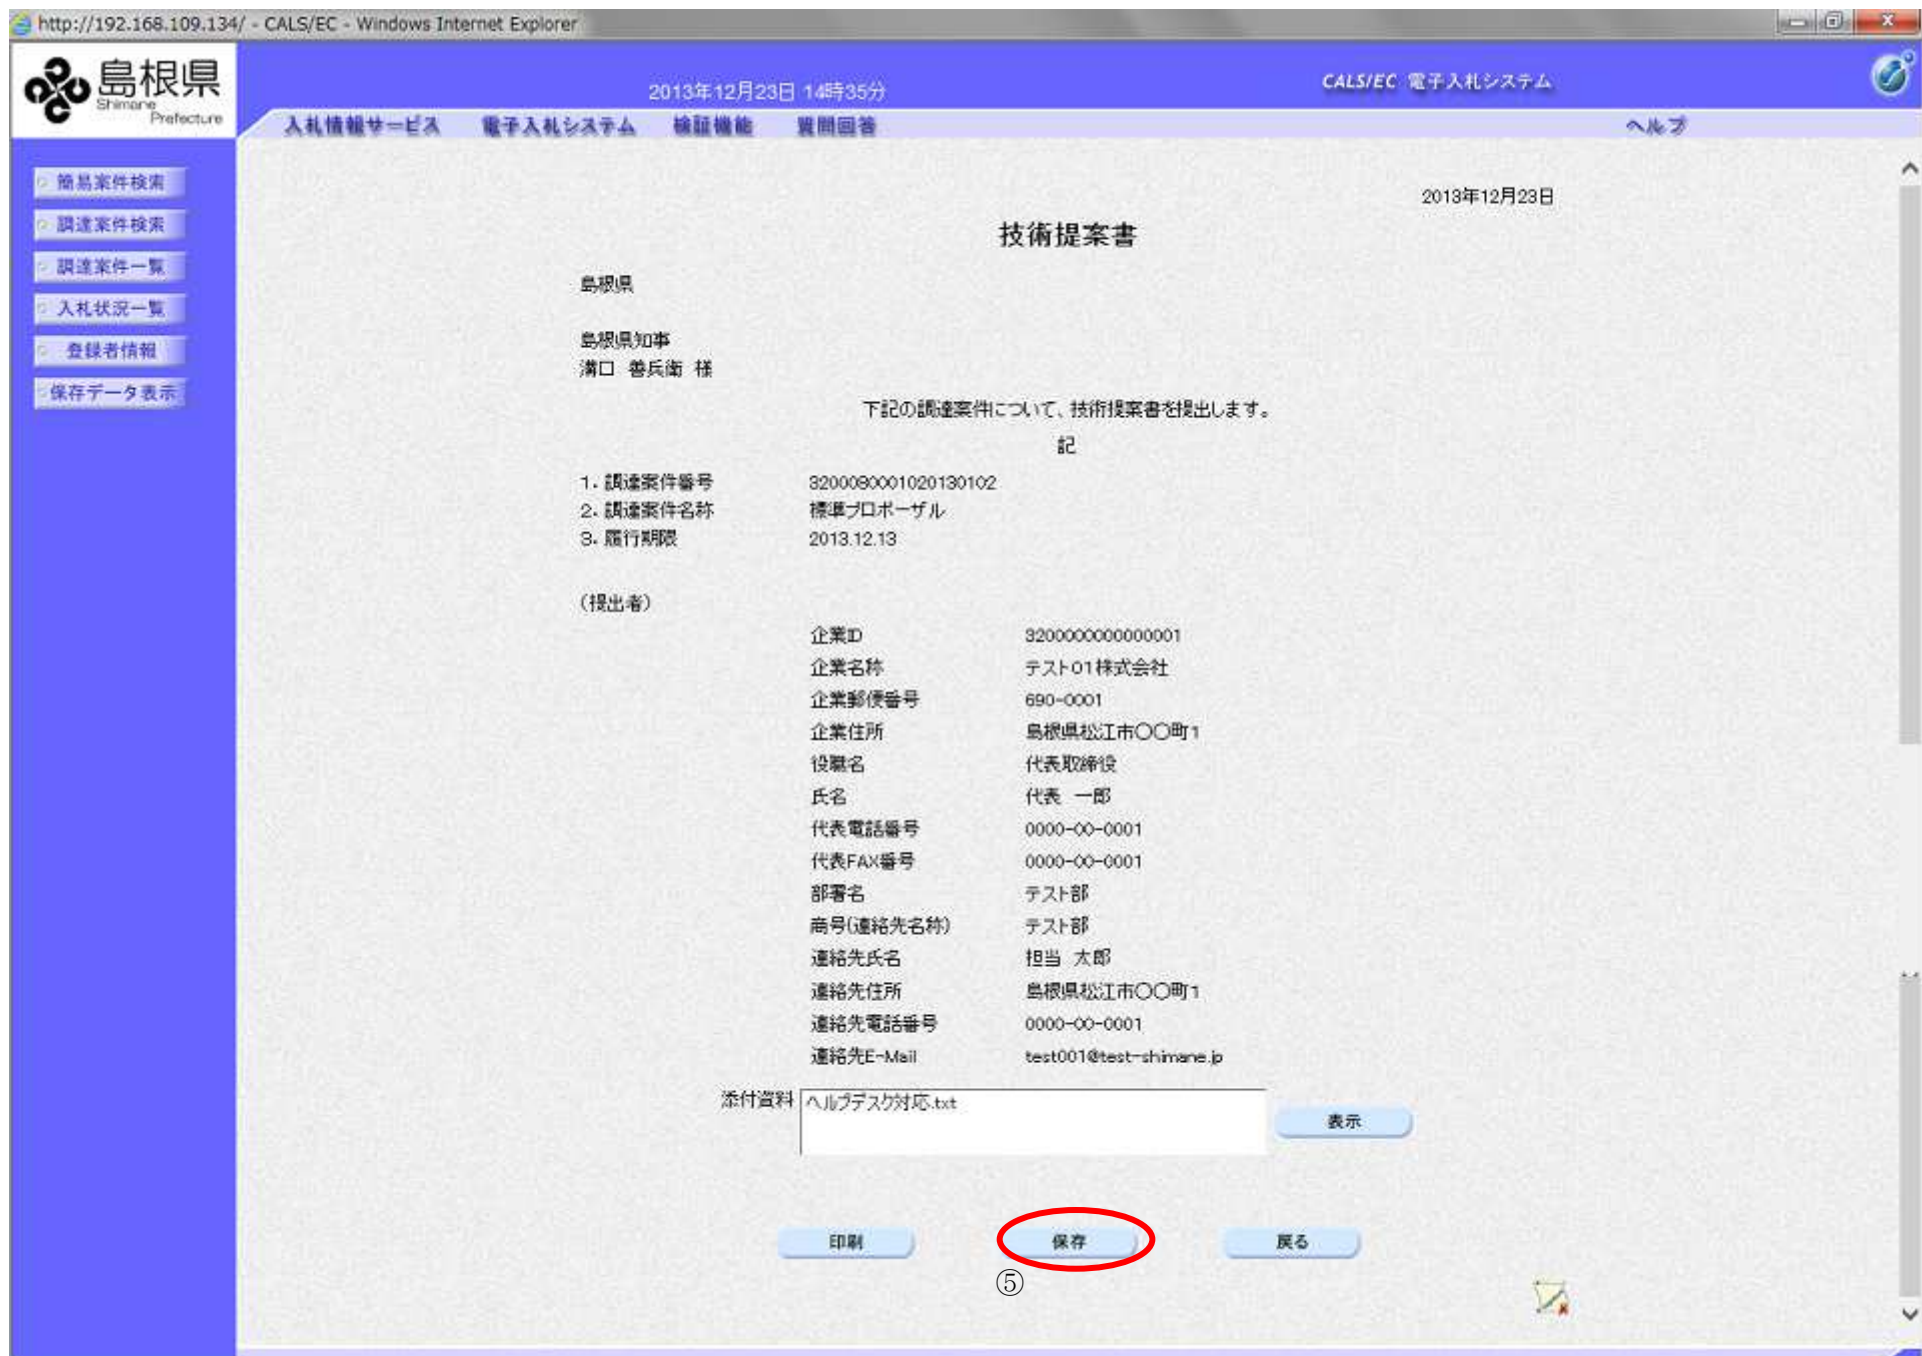 http://192.168.109.134/ - CALS/EC - Windows Internet Explorer
島根県
Shimane
Prefecture
2013年12月23日 14時35分
CALS/EC 電子入札システム
入札情報サービス 電子入札システム 検証機能 質問回答 ヘルプ
簡易案件検索
調達案件検索
調達案件一覧
入札状況一覧
登録者情報
保存データ表示
2013年12月23日
技術提案書
島根県
島根県知事
溝口 善兵衛 様
下記の調達案件について、技術提案書を提出します。
記
1．調達案件番号 3200080001020130102
2．調達案件名称 標準プロポーザル
3．履行期限 2013.12.13
（提出者）
企業ID 3200000000000001
企業名称 テスト01株式会社
企業郵便番号 690-0001
企業住所 島根県松江市〇〇町1
役職名 代表取締役
氏名 代表 一郎
代表電話番号 0000-00-0001
代表FAX番号 0000-00-0001
部署名 テスト部
商号(連絡先名称) テスト部
連絡先氏名 担当 太郎
連絡先住所 島根県松江市〇〇町1
連絡先電話番号 0000-00-0001
連絡先E-Mail test001@test-shimane.jp
添付資料 ヘルプデスク対応.txt
表示
印刷 保存 戻る
⑤